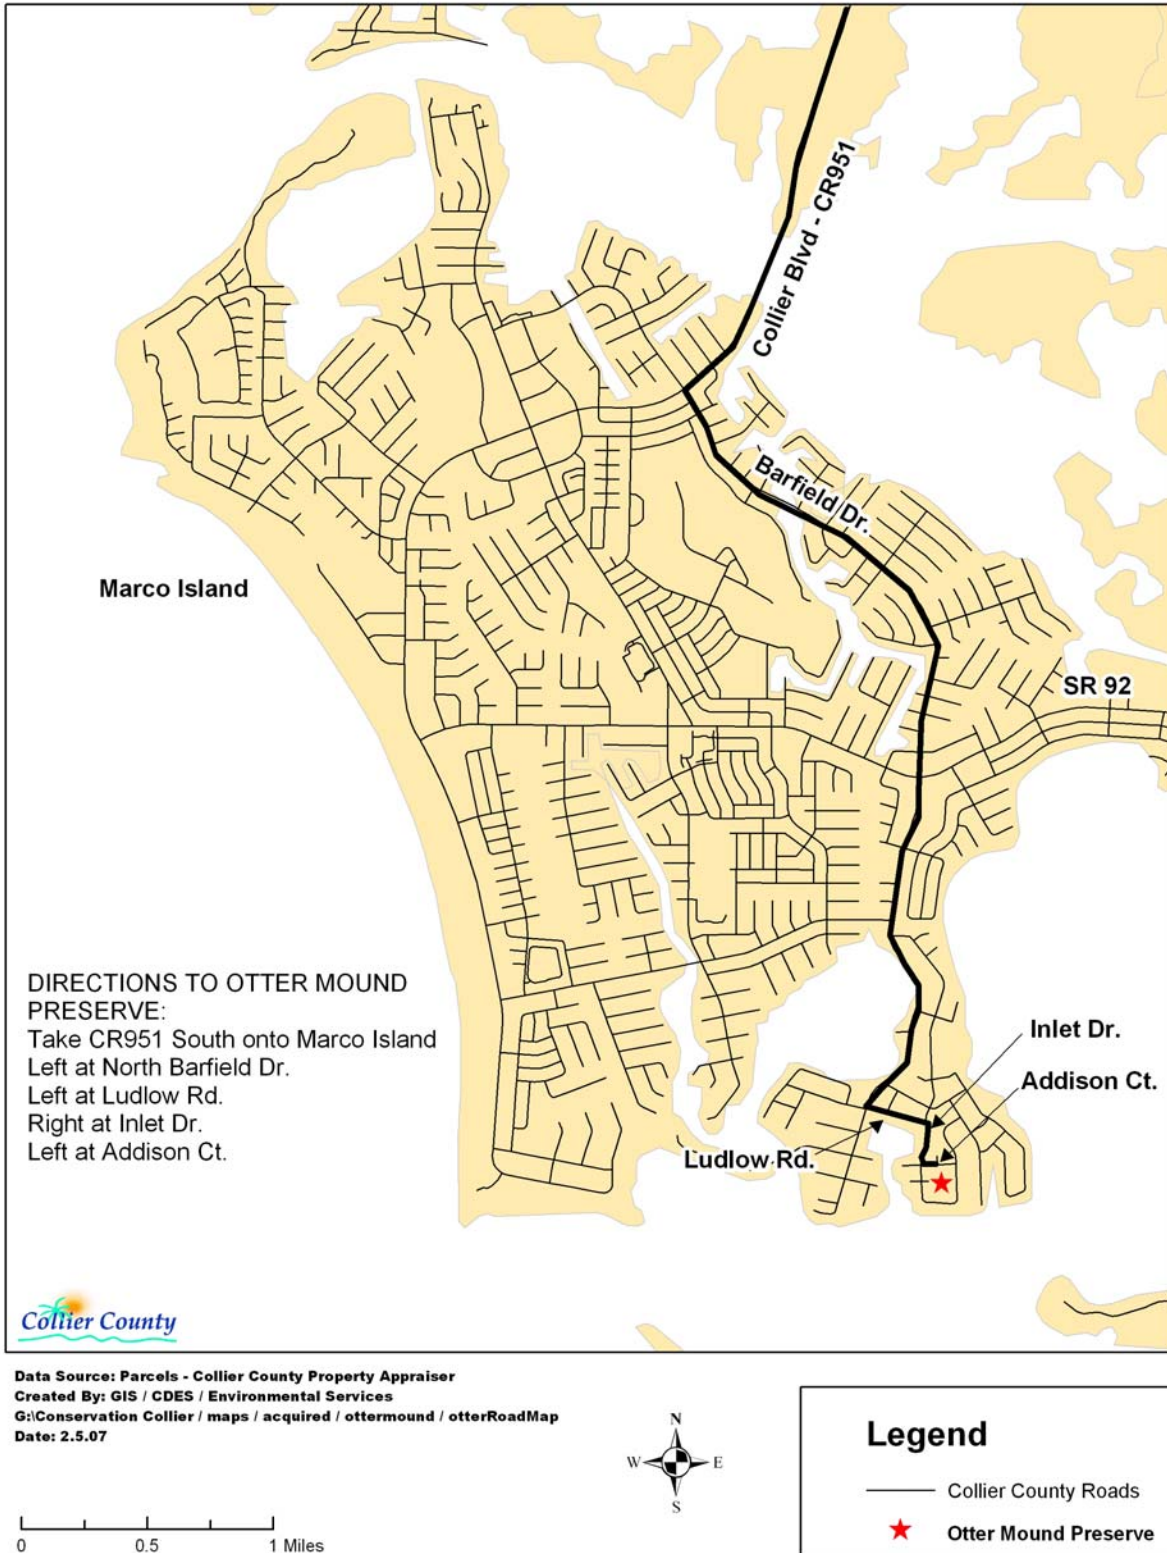 Collier Blvd - CR951
Barfield Dr.
Marco Island
SR 92
DIRECTIONS TO OTTER MOUND
PRESERVE:
Take CR951 South onto Marco Island
Left at North Barfield Dr.
Left at Ludlow Rd.
Right at Inlet Dr.
Left at Addison Ct.
Inlet Dr.
Addison Ct.
Ludlow Rd.
Collier County
Data Source: Parcels - Collier County Property Appraiser
Created By: GIS / CDES / Environmental Services
G:\Conservation Collier / maps / acquired / ottermound / otterRoadMap
Date: 2.5.07
N
W E
S
0 0.5 1 Miles
Legend
Collier County Roads
Otter Mound Preserve